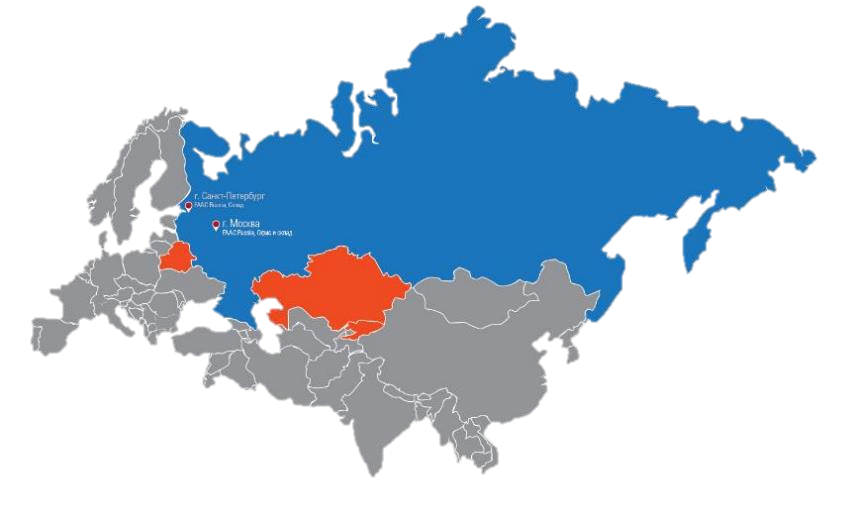 г. Санкт-Петербург
FAAC Russia, Склад
г. Москва
FAAC Russia, Офис и склад